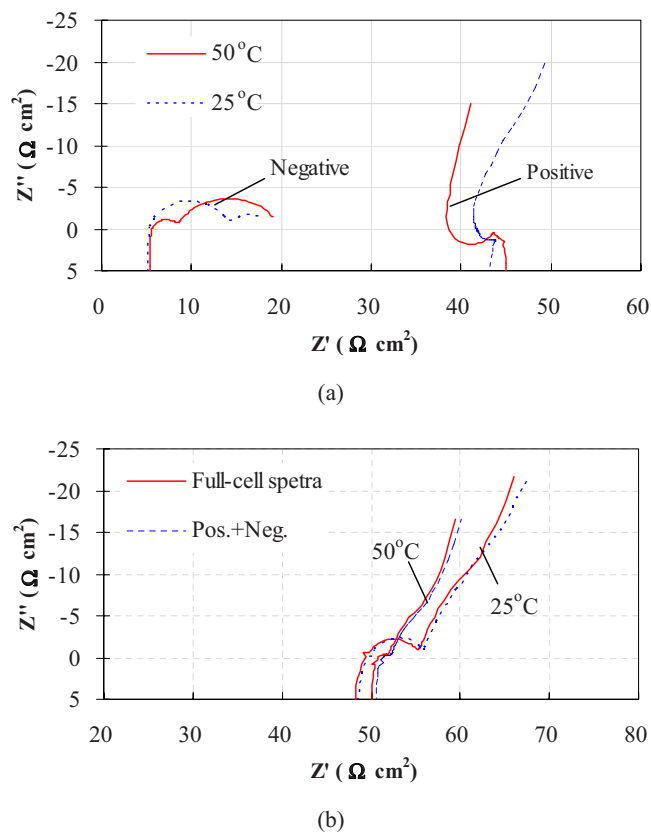 -25
-20
-15
-10
-5
0
5
Z'' ( Ω cm²)
50°C
25°C
Negative
Positive
0 10 20 30 40 50 60
Z' ( Ω cm²)
(a)
-25
-20
-15
-10
-5
0
5
Z'' ( Ω cm²)
Full-cell spetra
Pos.+Neg.
50°C
25°C
20 30 40 50 60 70 80
Z' ( Ω cm²)
(b)